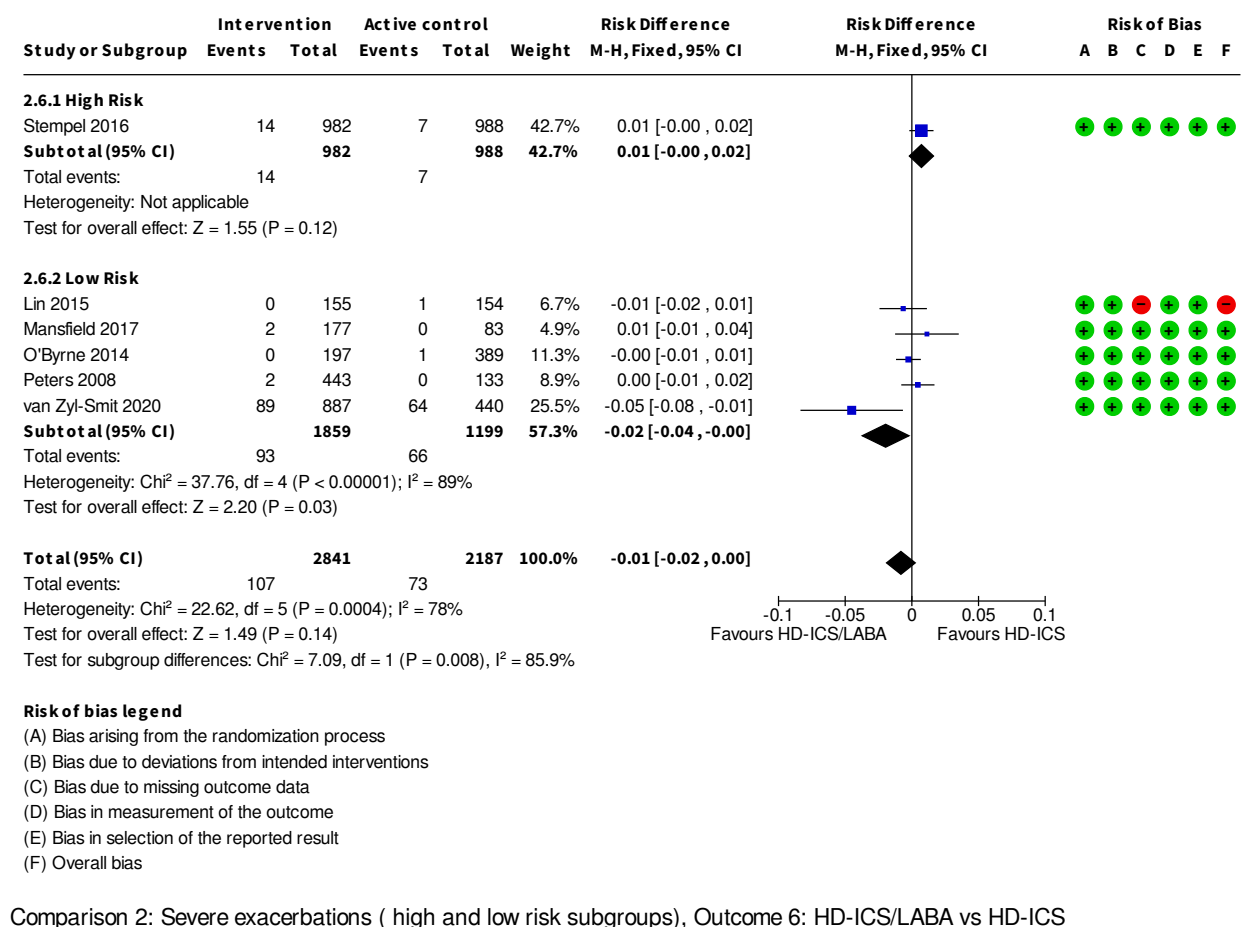 Intervention Active control Risk Difference Risk Difference Risk of Bias
Study or Subgroup Events Total Events Total Weight M-H, Fixed, 95% CI M-H, Fixed, 95% CI A B C D E F
2.6.1 High Risk
Stempel 2016 14 982 7 988 42.7% 0.01 [-0.00 , 0.02] + + + + + +
Subtotal (95% CI) 982 988 42.7% 0.01 [-0.00 , 0.02]
Total events: 14 7
Heterogeneity: Not applicable
Test for overall effect: Z = 1.55 (P = 0.12)
2.6.2 Low Risk
Lin 2015 0 155 1 154 6.7% -0.01 [-0.02 , 0.01] + + − + + −
Mansfield 2017 2 177 0 83 4.9% 0.01 [-0.01 , 0.04] + + + + + +
O'Byrne 2014 0 197 1 389 11.3% -0.00 [-0.01 , 0.01] + + + + + +
Peters 2008 2 443 0 133 8.9% 0.00 [-0.01 , 0.02] + + + + + +
van Zyl-Smit 2020 89 887 64 440 25.5% -0.05 [-0.08 , -0.01] + + + + + +
Subtotal (95% CI) 1859 1199 57.3% -0.02 [-0.04 , -0.00]
Total events: 93 66
Heterogeneity: Chi² = 37.76, df = 4 (P < 0.00001); I² = 89%
Test for overall effect: Z = 2.20 (P = 0.03)
Total (95% CI) 2841 2187 100.0% -0.01 [-0.02 , 0.00]
Total events: 107 73
Heterogeneity: Chi² = 22.62, df = 5 (P = 0.0004); I² = 78%
-0.1 -0.05 0 0.05 0.1
Test for overall effect: Z = 1.49 (P = 0.14) Favours HD-ICS/LABA Favours HD-ICS
Test for subgroup differences: Chi² = 7.09, df = 1 (P = 0.008), I² = 85.9%
Risk of bias legend
(A) Bias arising from the randomization process
(B) Bias due to deviations from intended interventions
(C) Bias due to missing outcome data
(D) Bias in measurement of the outcome
(E) Bias in selection of the reported result
(F) Overall bias
Comparison 2: Severe exacerbations ( high and low risk subgroups), Outcome 6: HD-ICS/LABA vs HD-ICS